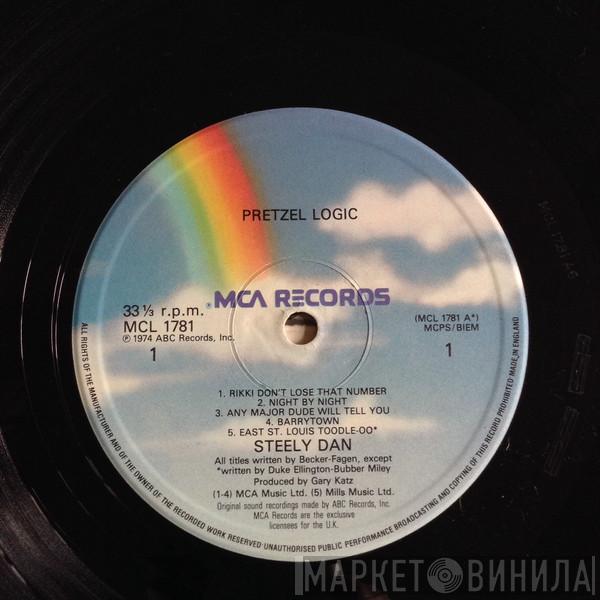 PRETZEL LOGIC
MCA RECORDS
33⅓ r.p.m.
MCL 1781
℗ 1974 ABC Records, Inc.
1
(MCL 1781 A*)
MCPS/BIEM
1
1. RIKKI DON'T LOSE THAT NUMBER
2. NIGHT BY NIGHT
3. ANY MAJOR DUDE WILL TELL YOU
4. BARRYTOWN
5. EAST ST. LOUIS TOODLE-OO*
STEELY DAN
All titles written by Becker-Fagen, except
*written by Duke Ellington-Bubber Miley
Produced by Gary Katz
(1-4) MCA Music Ltd. (5) Mills Music Ltd.
Original sound recordings made by ABC Records, Inc.
MCA Records are the exclusive
licensees for the U.K.
ALL RIGHTS OF THE MANUFACTURER AND OF THE OWNER OF THE RECORDED WORK RESERVED·UNAUTHORISED PUBLIC PERFORMANCE BROADCASTING AND COPYING OF THIS RECORD PROHIBITED·MADE IN ENGLAND
МАРКЕТ ВИНИЛА